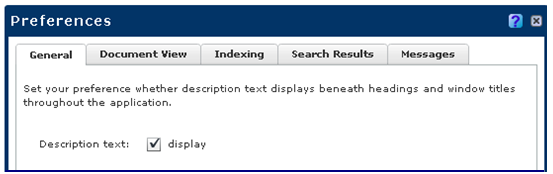 Preferences ?
General Document View Indexing Search Results Messages
Set your preference whether description text displays beneath headings and window titles
throughout the application.
Description text: display